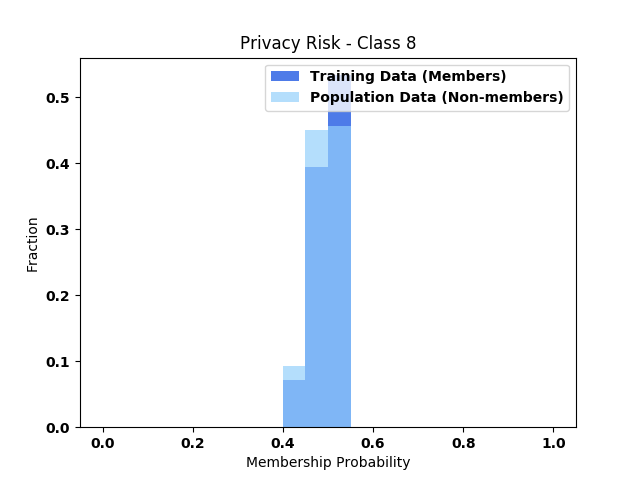 Privacy Risk - Class 8
Training Data (Members)
Population Data (Non-members)
0.5
0.4
0.3
0.2
0.1
0.0
Fraction
0.0 0.2 0.4 0.6 0.8 1.0
Membership Probability